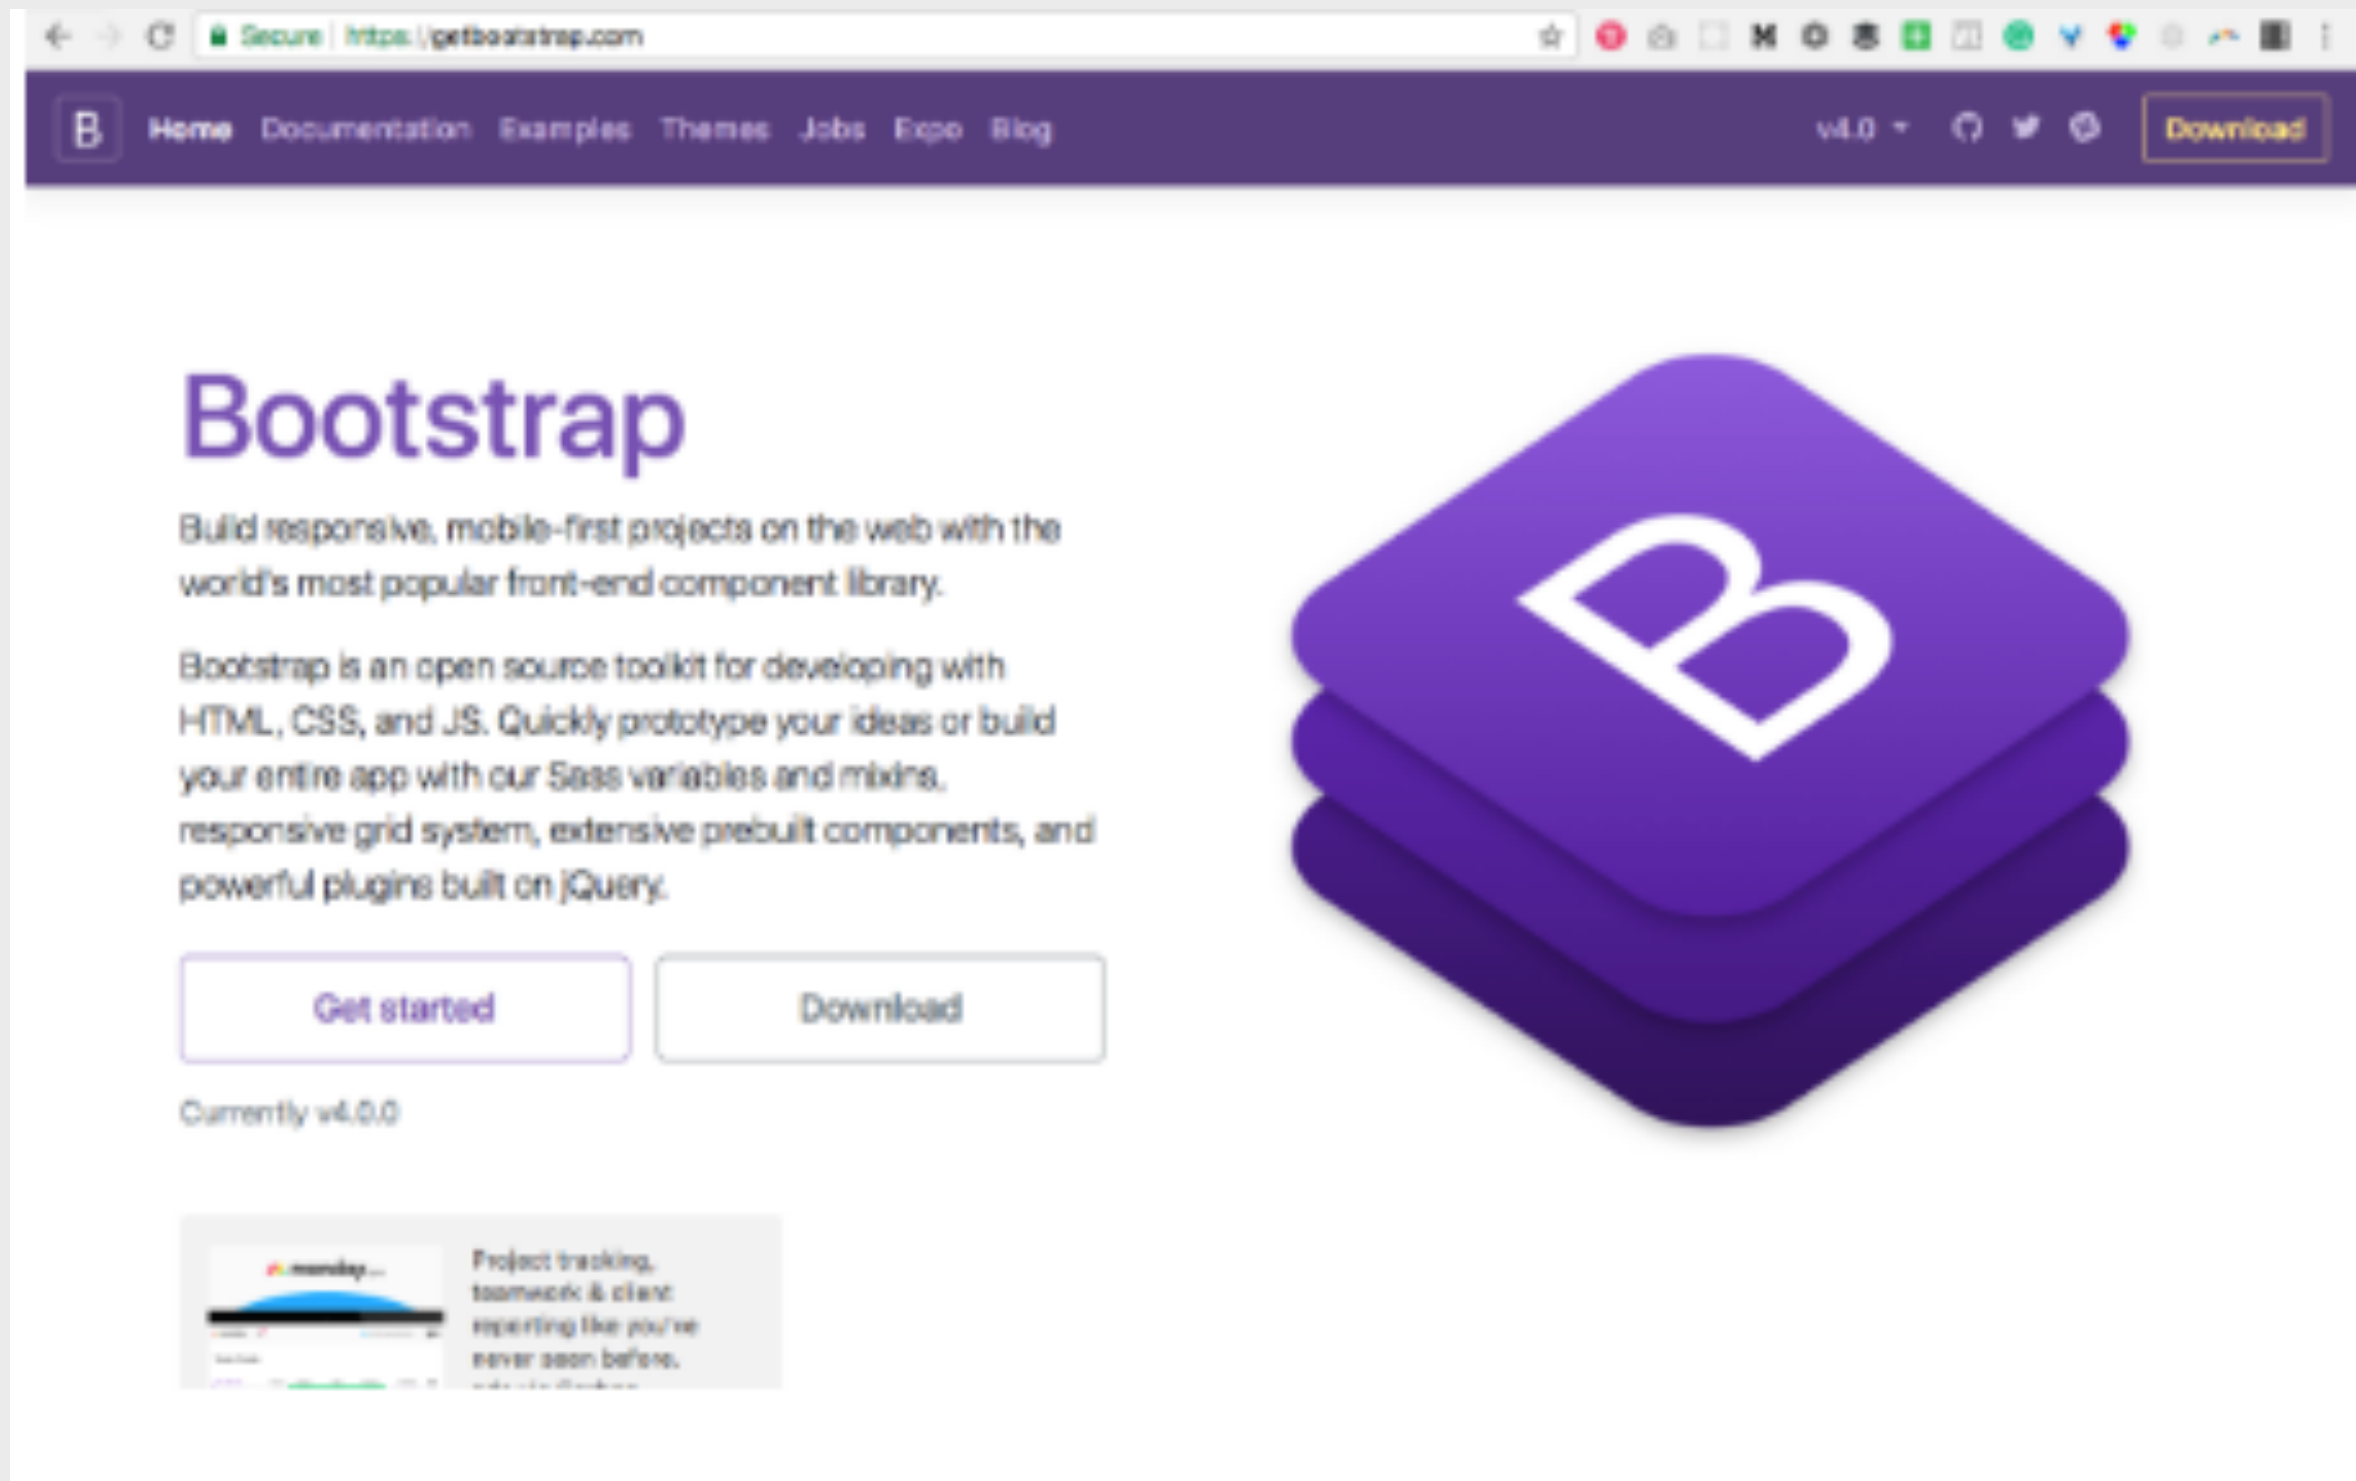 Secure https://getbootstrap.com
B Home Documentation Examples Themes Jobs Expo Blog v4.0 Download
Bootstrap
Build responsive, mobile-first projects on the web with the
world's most popular front-end component library.
Bootstrap is an open source toolkit for developing with
HTML, CSS, and JS. Quickly prototype your ideas or build
your entire app with our Sass variables and mixins,
responsive grid system, extensive prebuilt components, and
powerful plugins built on jQuery.
Get started Download
Currently v4.0.0
B
monday
Project tracking,
teamwork & client
reporting like you've
never seen before.